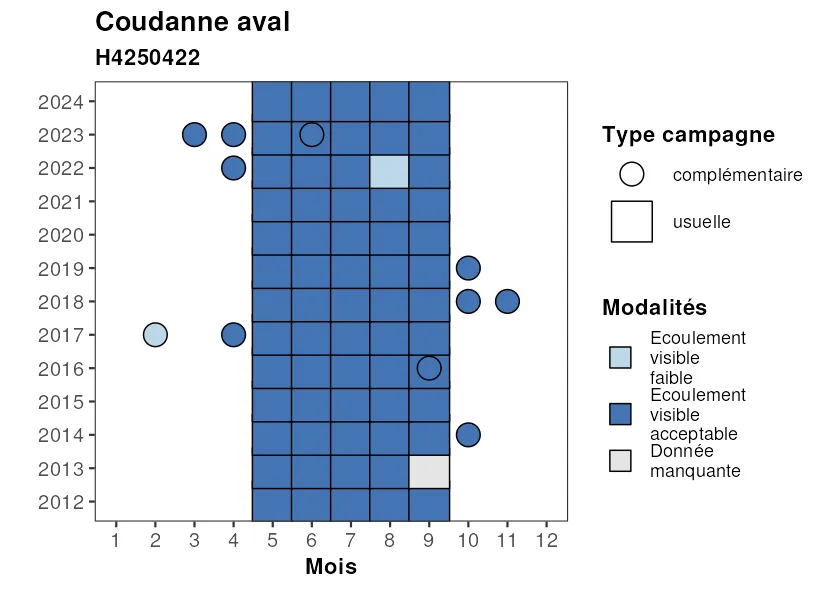 Coudanne aval
H4250422
2024
2023
2022
2021
2020
2019
2018
2017
2016
2015
2014
2013
2012
1 2 3 4 5 6 7 8 9 10 11 12
Mois
Type campagne
complémentaire
usuelle
Modalités
Ecoulement
visible
faible
Ecoulement
visible
acceptable
Donnée
manquante